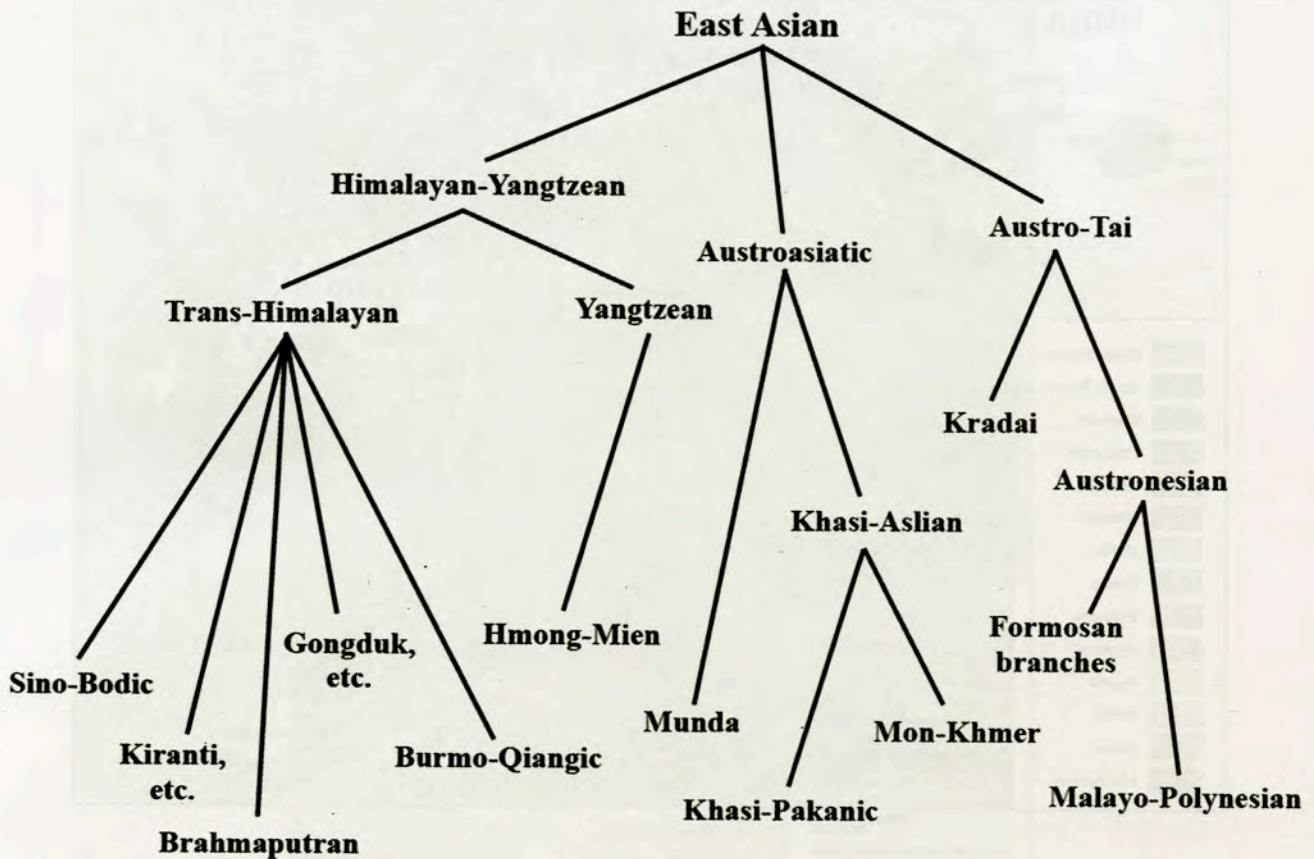 East Asian
Himalayan-Yangtzean
Austroasiatic
Austro-Tai
Trans-Himalayan
Yangtzean
Kradai
Austronesian
Khasi-Aslian
Sino-Bodic
Kiranti,
etc.
Brahmaputran
Gongduk,
etc.
Burmo-Qiangic
Hmong-Mien
Munda
Khasi-Pakanic
Mon-Khmer
Formosan
branches
Malayo-Polynesian